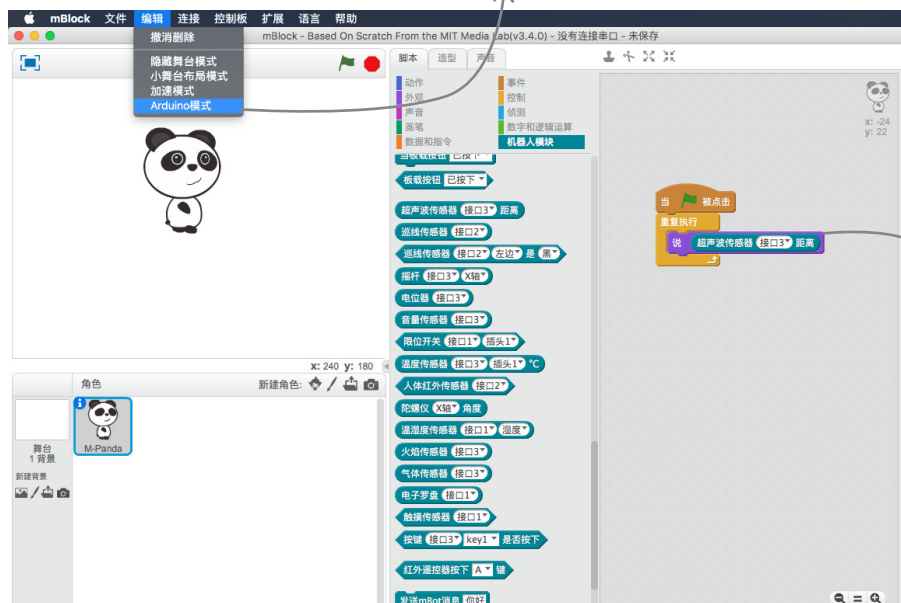 mBlock 文件 编辑 连接 控制板 扩展 语言 帮助
mBlock - Based On Scratch From the MIT Media Lab(v3.4.0) - 没有连接串口 - 未保存
撤消删除
隐藏舞台模式
小舞台布局模式
加速模式
Arduino模式
脚本 造型 声音
动作 事件
外观 控制
声音 侦测
画笔 数字和逻辑运算
数据和指令 机器人模块
当板载按钮 已按下
板载按钮 已按下
超声波传感器 接口3 距离
巡线传感器 接口2
巡线传感器 接口2 左边 是 黑
摇杆 接口3 X轴
电位器 接口3
音量传感器 接口3
限位开关 接口1 插头1
温度传感器 接口3 插头1 °C
人体红外传感器 接口2
陀螺仪 X轴 角度
温湿度传感器 接口1 湿度
火焰传感器 接口3
气体传感器 接口3
电子罗盘 接口1
触摸传感器 接口1
按键 接口3 key1 是否按下
红外遥控器按下 A 键
发送mBot消息 你好
x: -24
y: 22
当 被点击
重复执行
说 超声波传感器 接口3 距离
x: 240 y: 180
角色 新建角色:
舞台
1 背景
新建背景
M-Panda